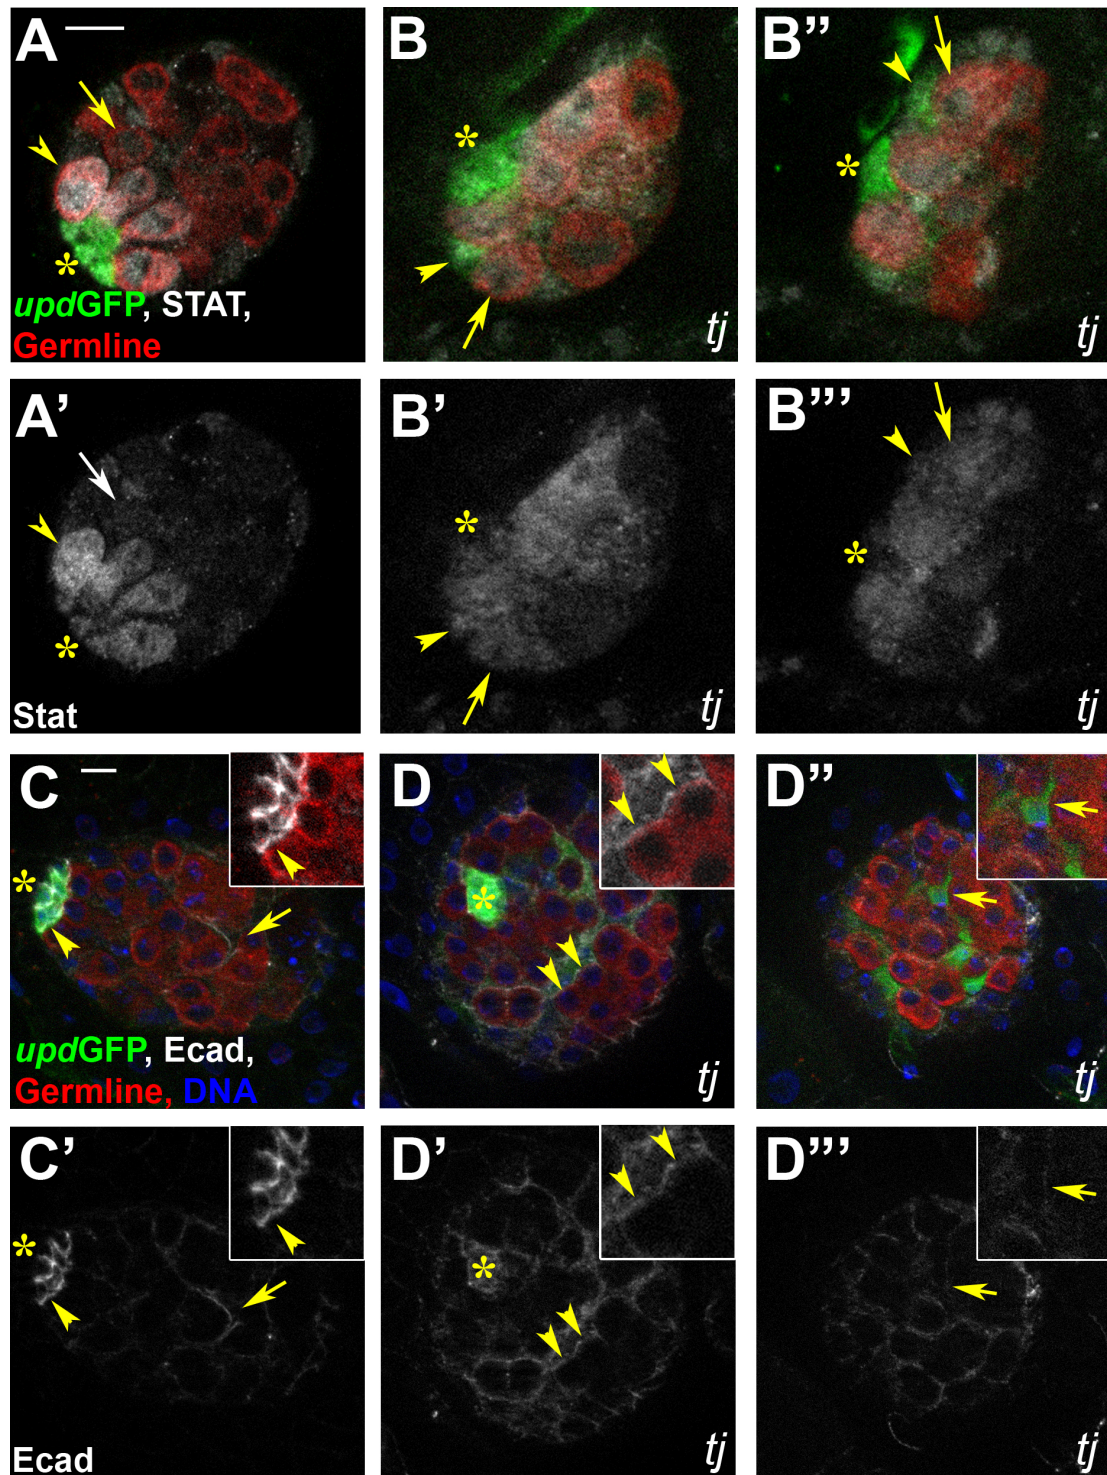 A
B
B”
updGFP, STAT,
Germline
tj
tj
A’
B’
B”’
Stat
tj
tj
C
D
D”
updGFP, Ecad,
Germline, DNA
tj
tj
C’
D’
D”’
Ecad
tj
tj